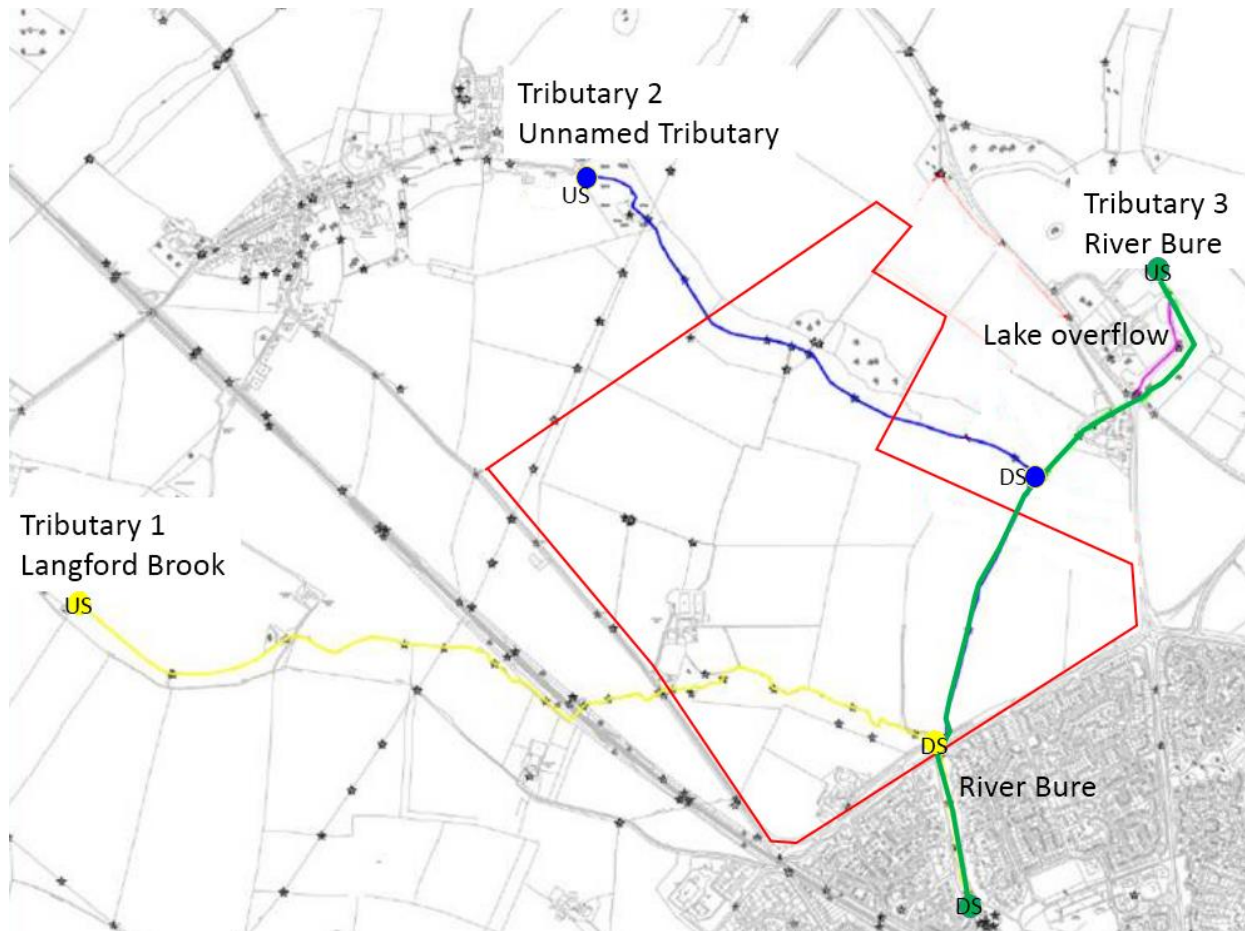 Tributary 2
Unnamed Tributary
US
Tributary 3
River Bure
US
Lake overflow
DS
Tributary 1
Langford Brook
US
DS
River Bure
DS